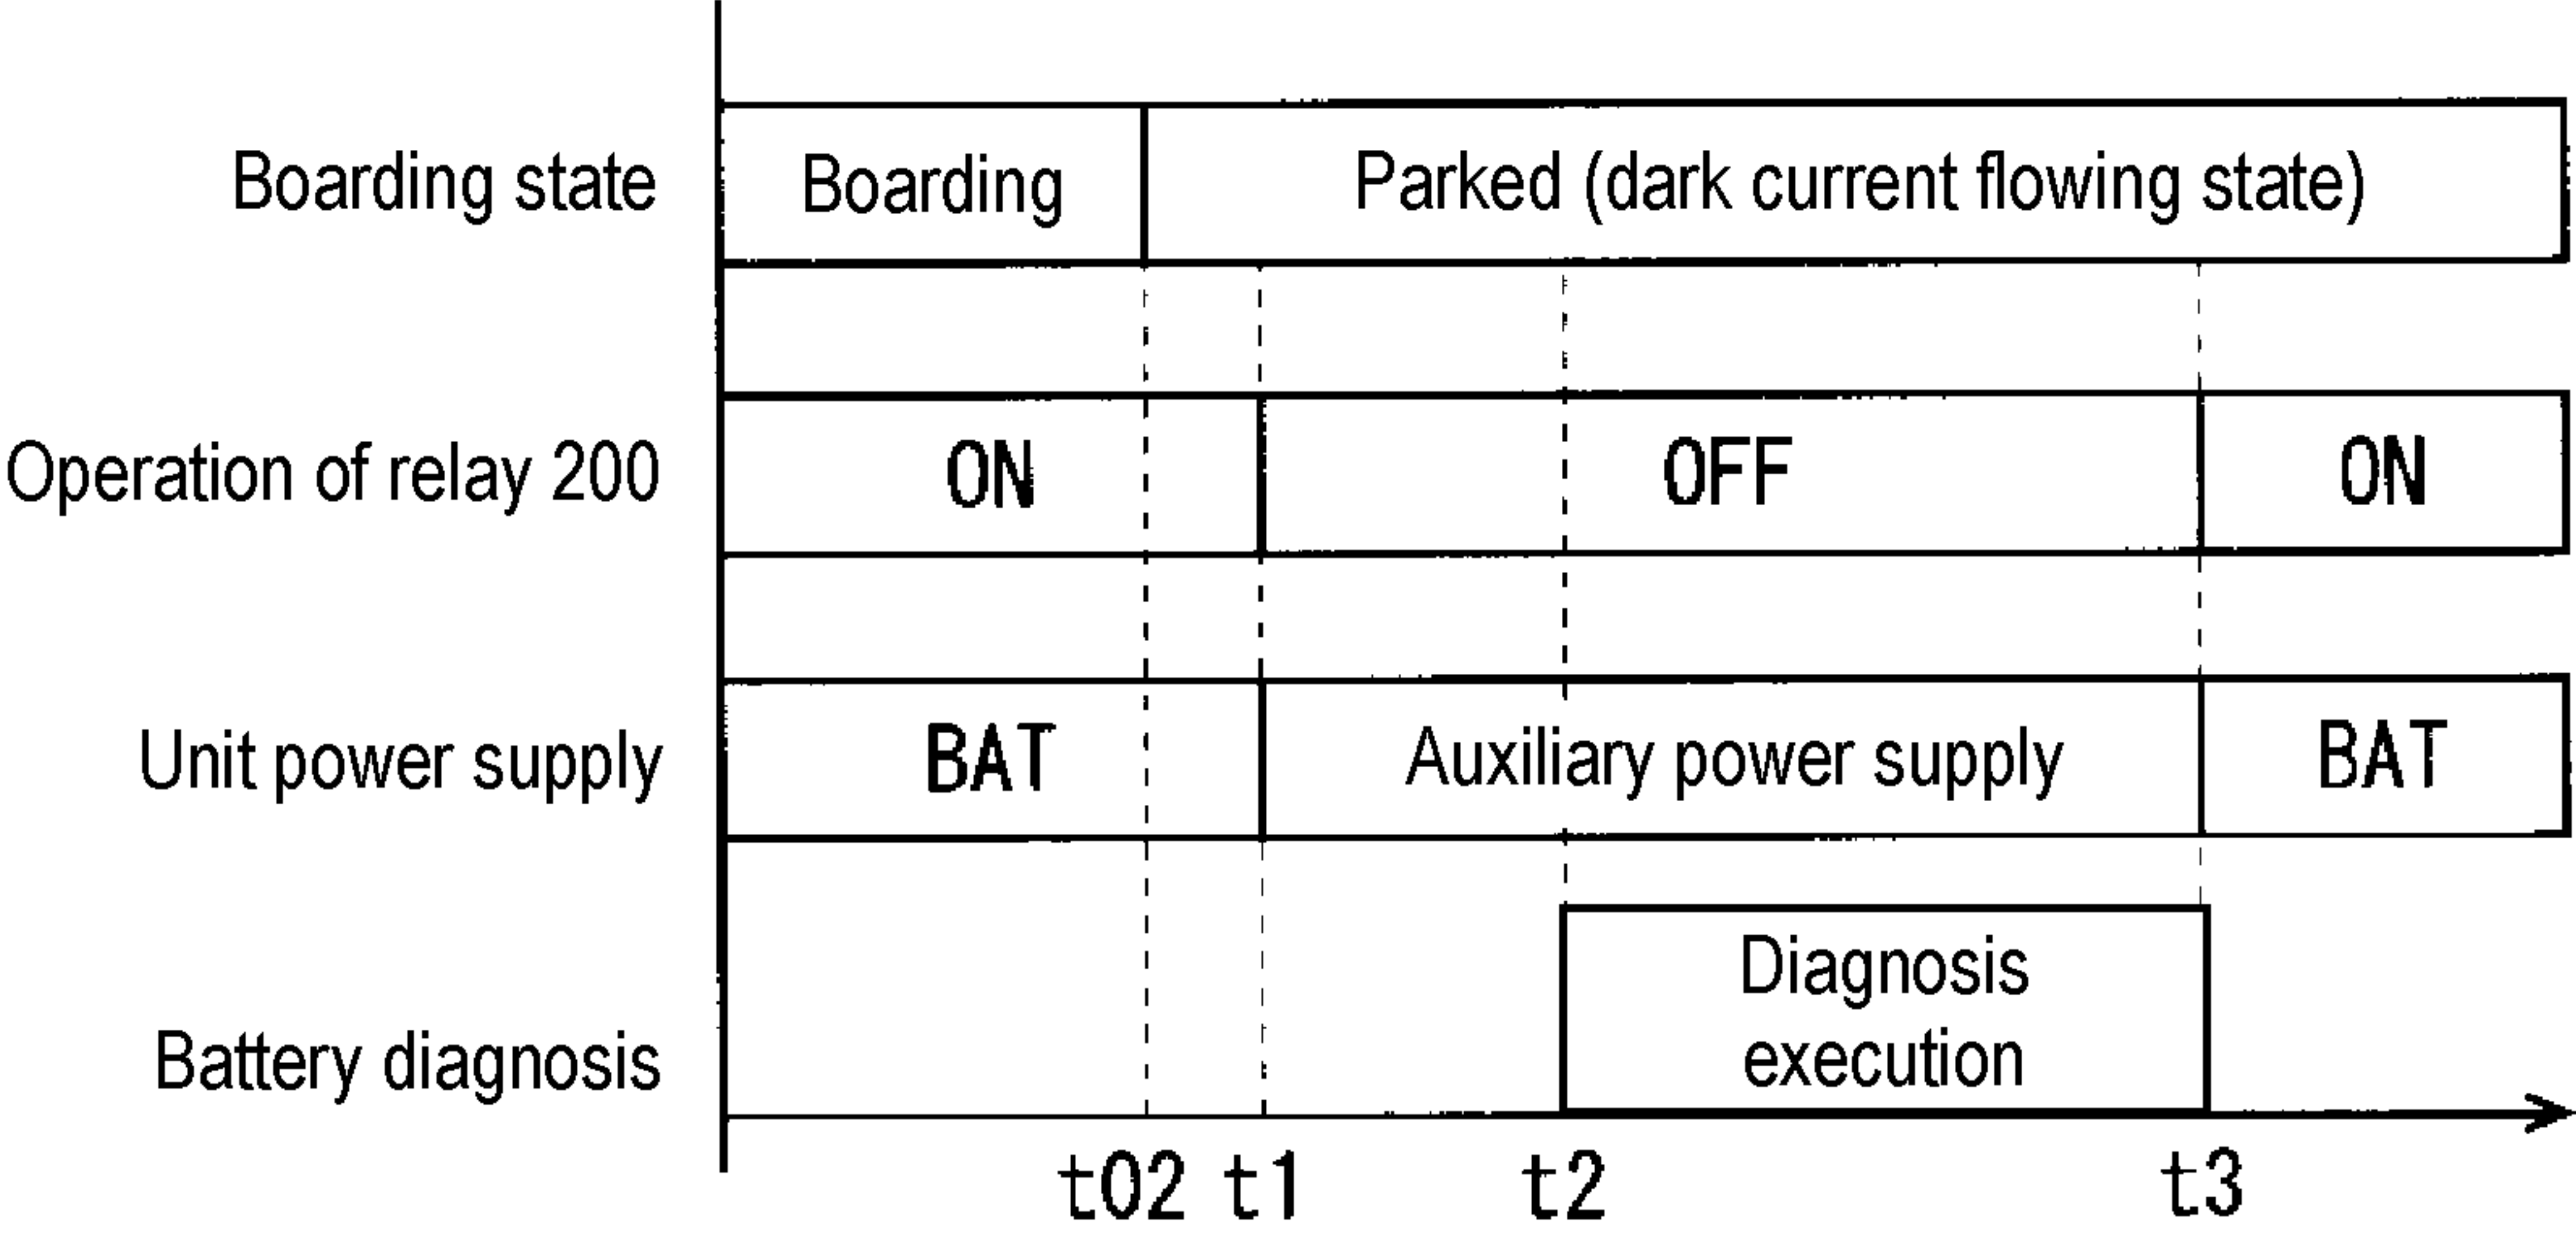 Boarding state
Boarding
Parked (dark current flowing state)
Operation of relay 200
ON
OFF
ON
Unit power supply
BAT
Auxiliary power supply
BAT
Battery diagnosis
Diagnosis
execution
t02
t1
t2
t3